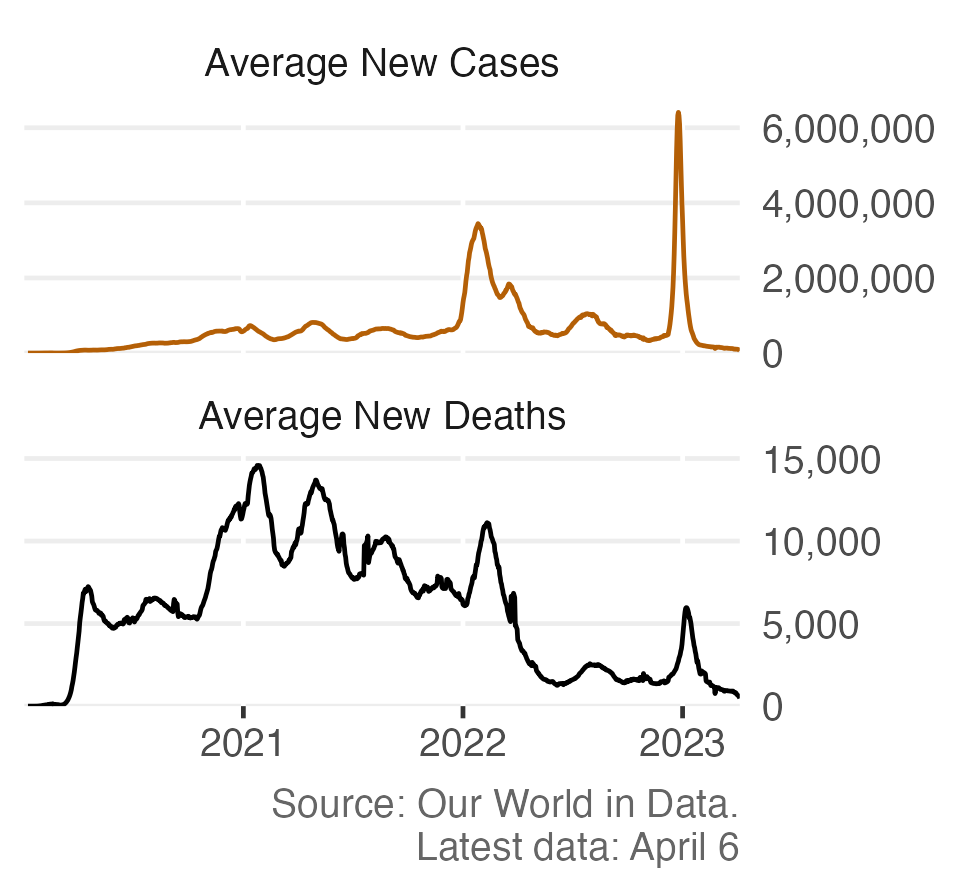 Average New Cases
6,000,000
4,000,000
2,000,000
0
Average New Deaths
15,000
10,000
5,000
0
2021 2022 2023
Source: Our World in Data.
Latest data: April 6